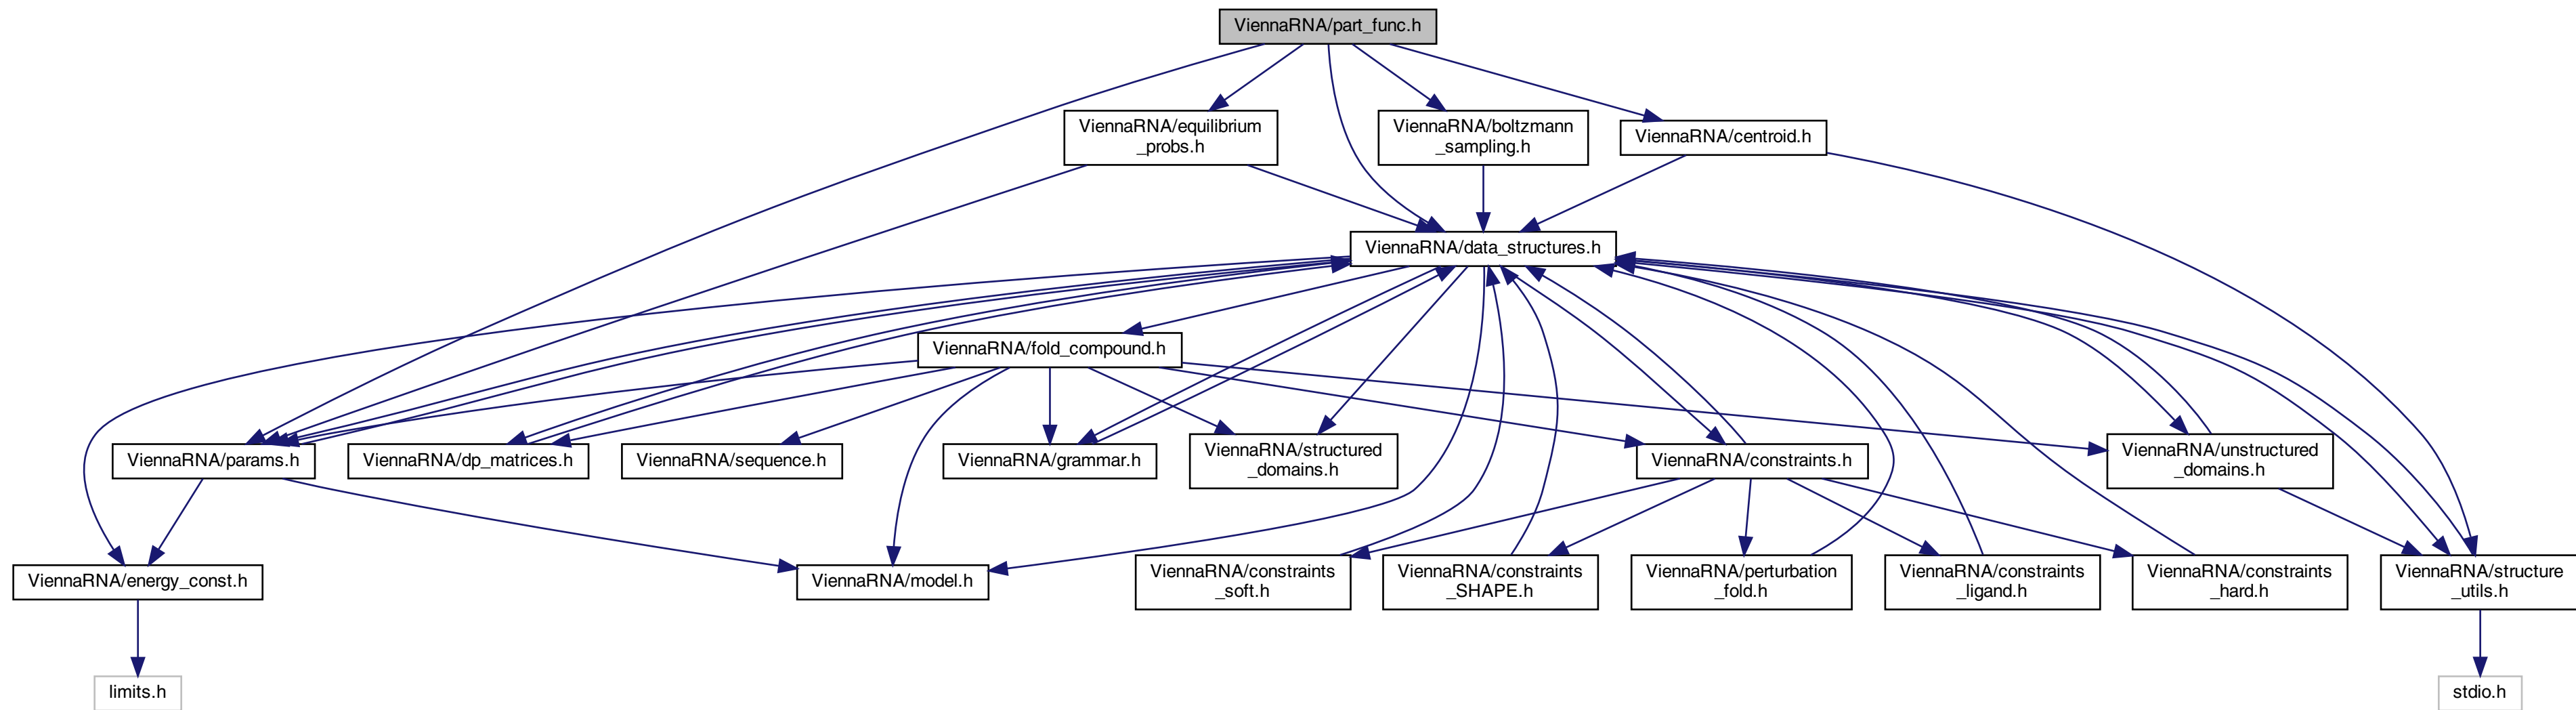 ViennaRNA/part_func.h
ViennaRNA/equilibrium
_probs.h
ViennaRNA/boltzmann
_sampling.h
ViennaRNA/centroid.h
ViennaRNA/data_structures.h
ViennaRNA/fold_compound.h
ViennaRNA/params.h
ViennaRNA/dp_matrices.h
ViennaRNA/sequence.h
ViennaRNA/grammar.h
ViennaRNA/structured
_domains.h
ViennaRNA/constraints.h
ViennaRNA/unstructured
_domains.h
ViennaRNA/energy_const.h
ViennaRNA/model.h
ViennaRNA/constraints
_soft.h
ViennaRNA/constraints
_SHAPE.h
ViennaRNA/perturbation
_fold.h
ViennaRNA/constraints
_ligand.h
ViennaRNA/constraints
_hard.h
ViennaRNA/structure
_utils.h
limits.h
stdio.h